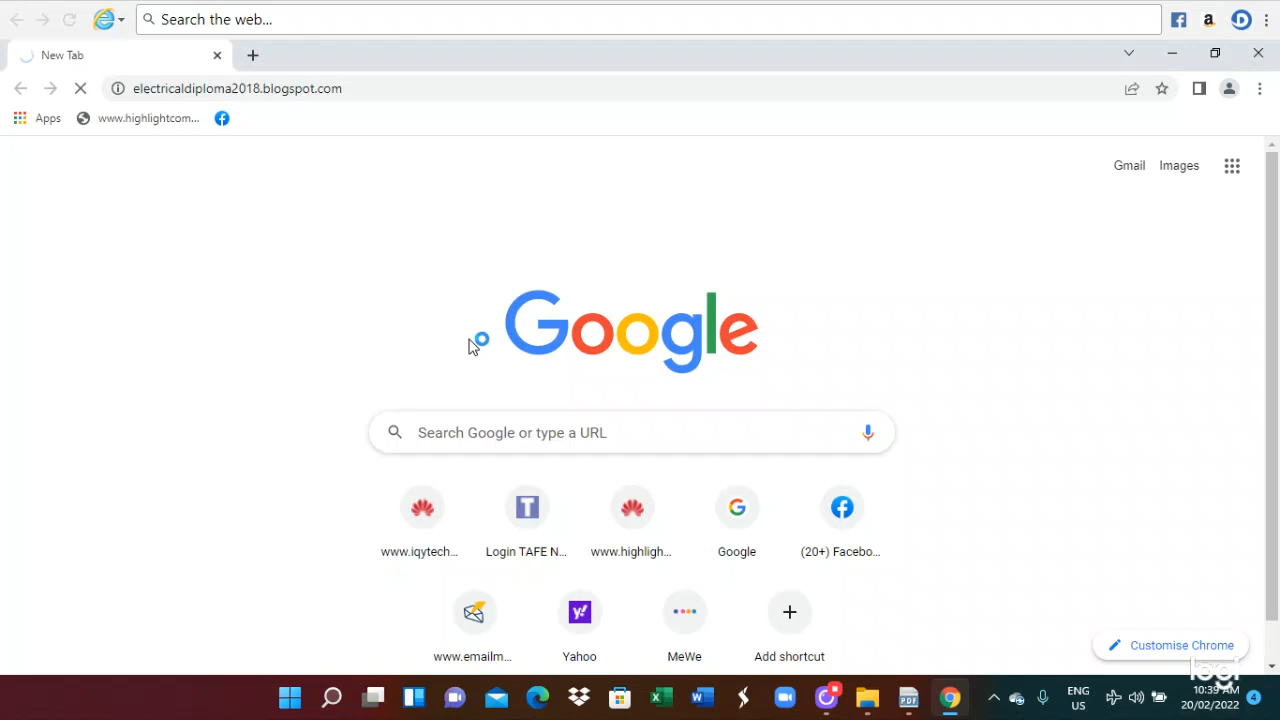 Search the web...
New Tab
electricaldiploma2018.blogspot.com
Apps www.highlightcom...
Gmail Images
Google
Search Google or type a URL
www.iqytech... Login TAFE N... www.highligh... Google (20+) Facebo...
www.emailm... Yahoo MeWe Add shortcut
Customise Chrome
logi
ENG 10:39 AM
US 20/02/2022 4